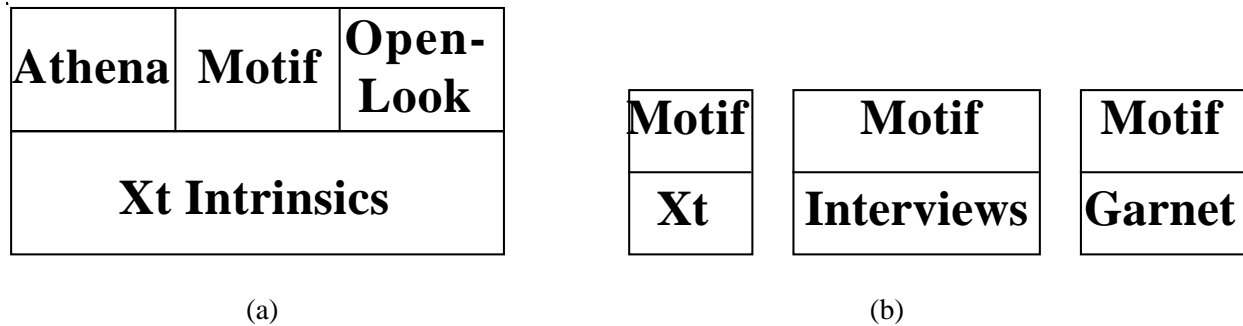 Athena Motif Open-
Look
Xt Intrinsics
(a)
Motif
Xt
Motif
Interviews
Motif
Garnet
(b)